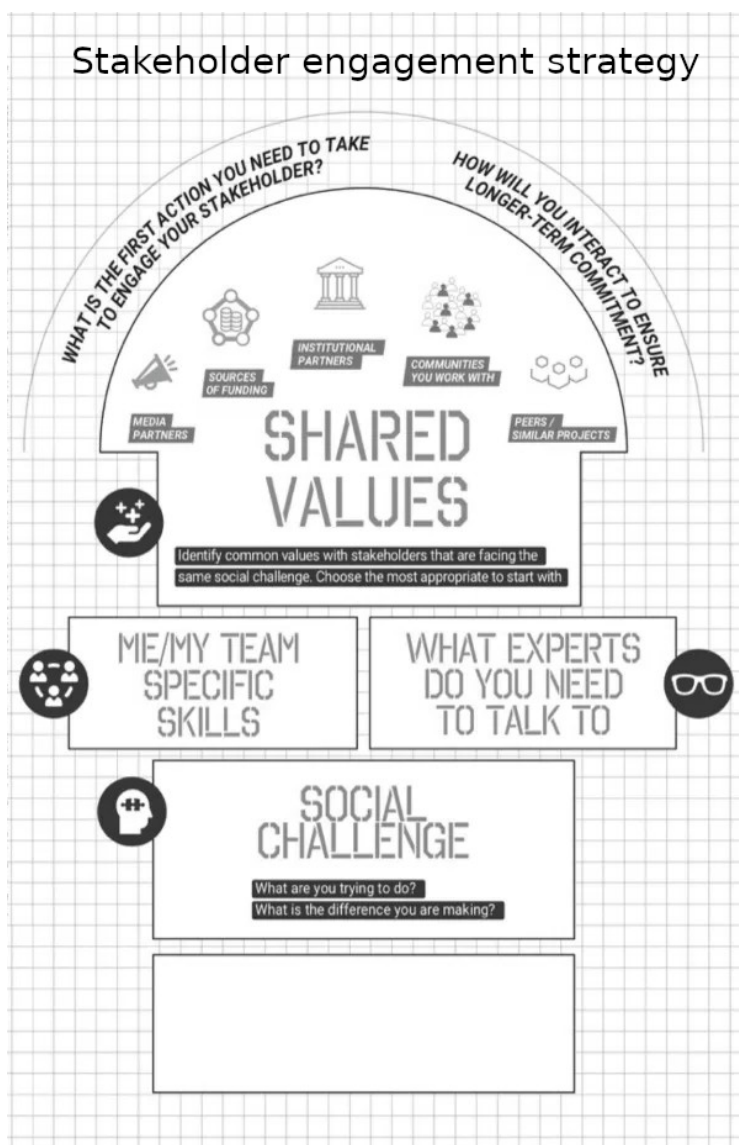 Stakeholder engagement strategy
WHAT IS THE FIRST ACTION YOU NEED TO TAKE
TO ENGAGE YOUR STAKEHOLDER?
HOW WILL YOU INTERACT TO ENSURE
LONGER-TERM COMMITMENT?
MEDIA
PARTNERS
SOURCES
OF FUNDING
INSTITUTIONAL
PARTNERS
COMMUNITIES
YOU WORK WITH
PEERS /
SIMILAR PROJECTS
SHARED
VALUES
Identify common values with stakeholders that are facing the
same social challenge. Choose the most appropriate to start with
ME/MY TEAM
SPECIFIC
SKILLS
WHAT EXPERTS
DO YOU NEED
TO TALK TO
SOCIAL
CHALLENGE
What are you trying to do?
What is the difference you are making?